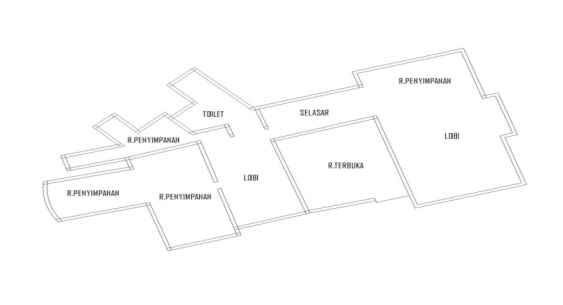 R.PENYIMPANAN
TOILET
SELASAR
R.PENYIMPANAN
LOBI
R.TERBUKA
LOBI
R.PENYIMPANAN
R.PENYIMPANAN